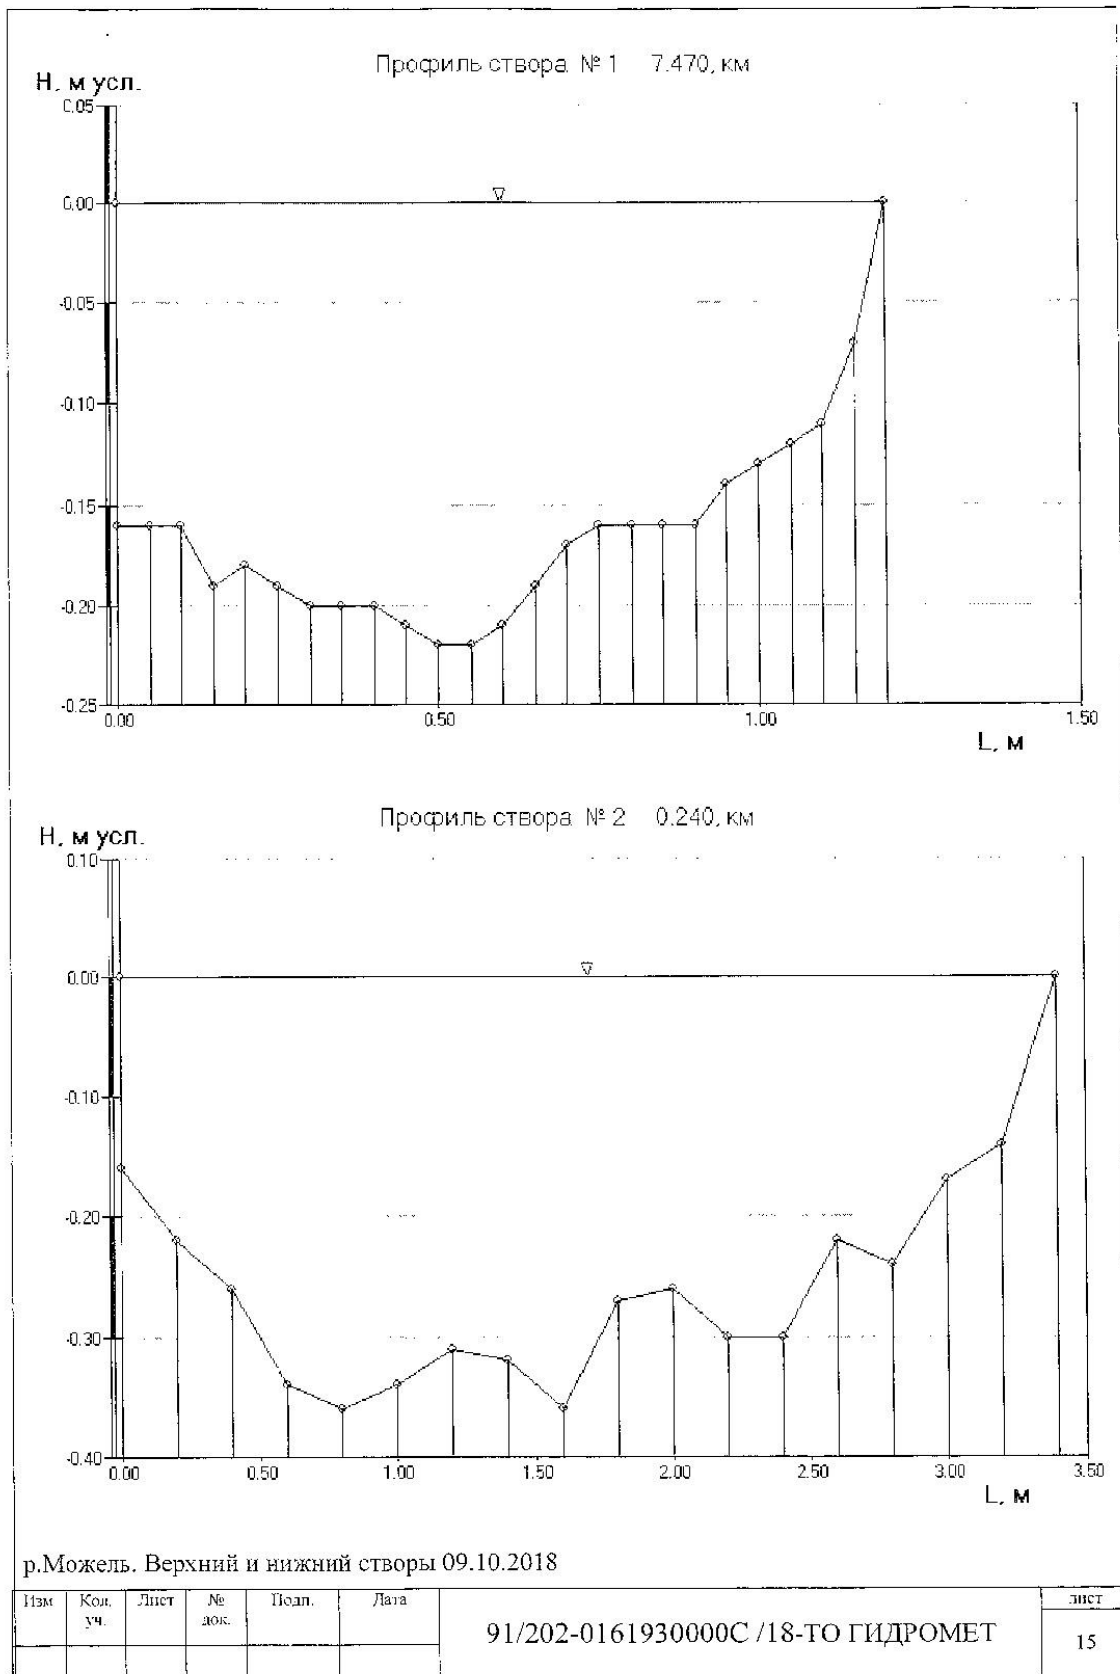 Профиль створа № 1 7.470, км
H, м усл.
0.05
0.00
-0.05
-0.10
-0.15
-0.20
-0.25
0.00 0.50 1.00 1.50
L, м
Профиль створа № 2 0.240, км
H, м усл.
0.10
0.00
-0.10
-0.20
-0.30
-0.40
0.00 0.50 1.00 1.50 2.00 2.50 3.00 3.50
L, м
р.Можель. Верхний и нижний створы 09.10.2018
Изм Кол. уч. Лист № док. Подп. Дата
91/202-0161930000С /18-ТО ГИДРОМЕТ
лист
15